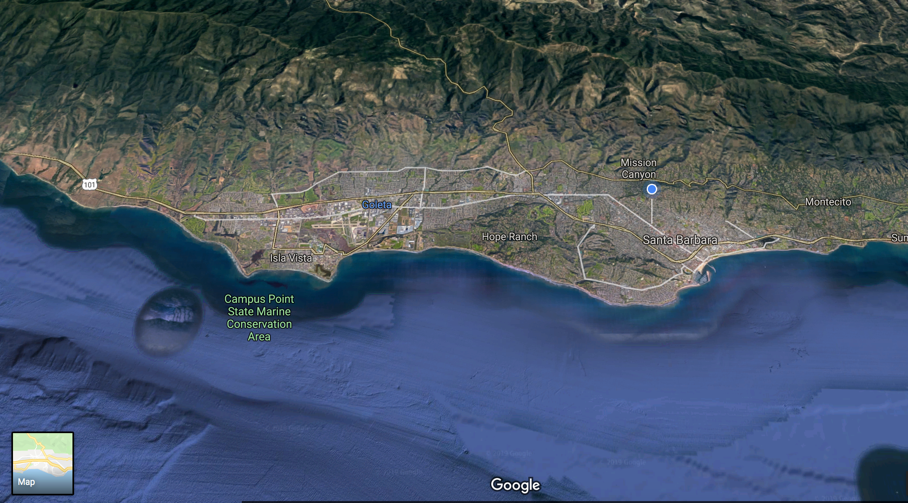 Mission
Canyon
101
Montecito
Goleta
Hope Ranch
Santa Barbara
Sum
Isla Vista
Campus Point
State Marine
Conservation
Area
Map
Google